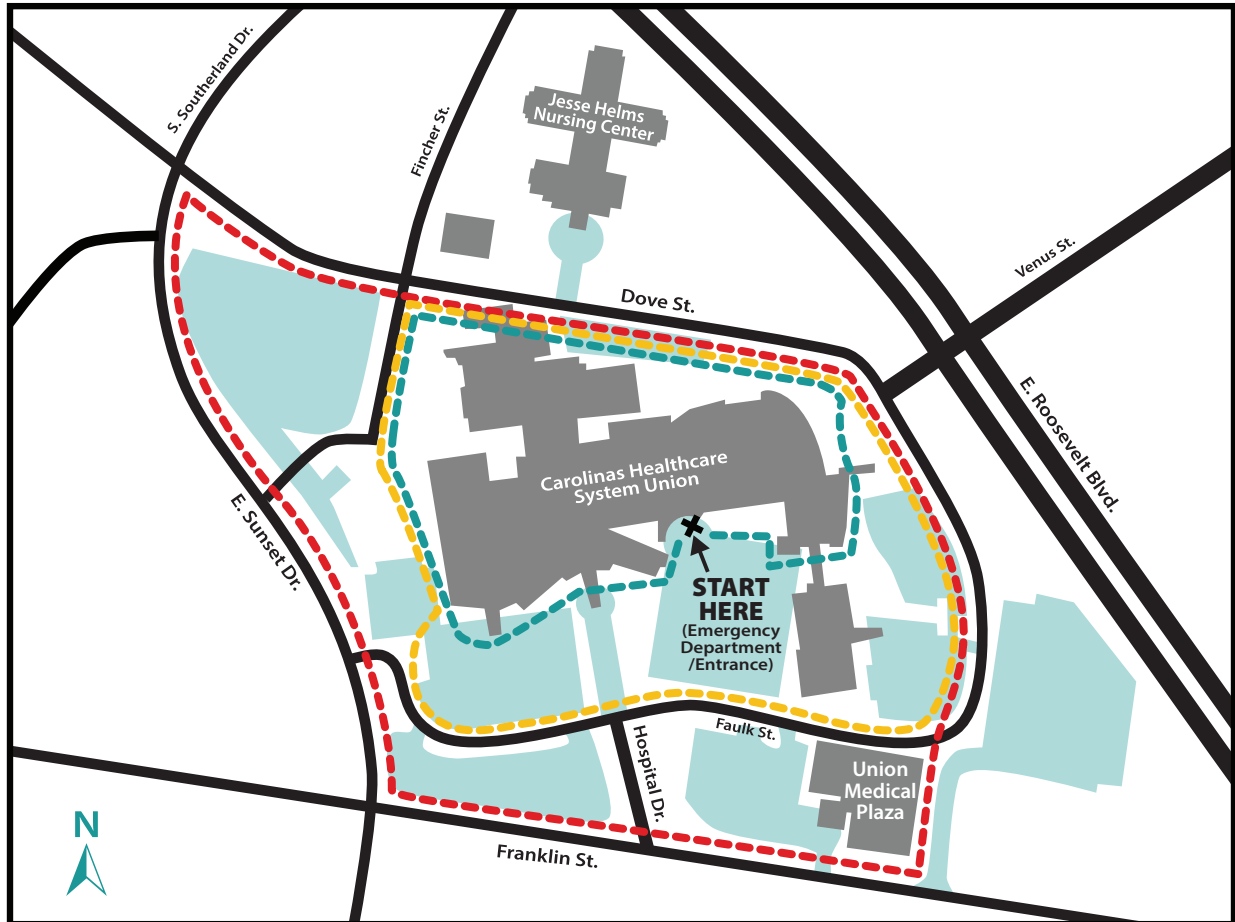 S. Southerland Dr.
Fincher St.
Jesse Helms
Nursing Center
Venus St.
Dove St.
E. Roosevelt Blvd.
Carolinas Healthcare
System Union
E. Sunset Dr.
START
HERE
(Emergency
Department
/Entrance)
Faulk St.
Hospital Dr.
Union
Medical
Plaza
N
Franklin St.